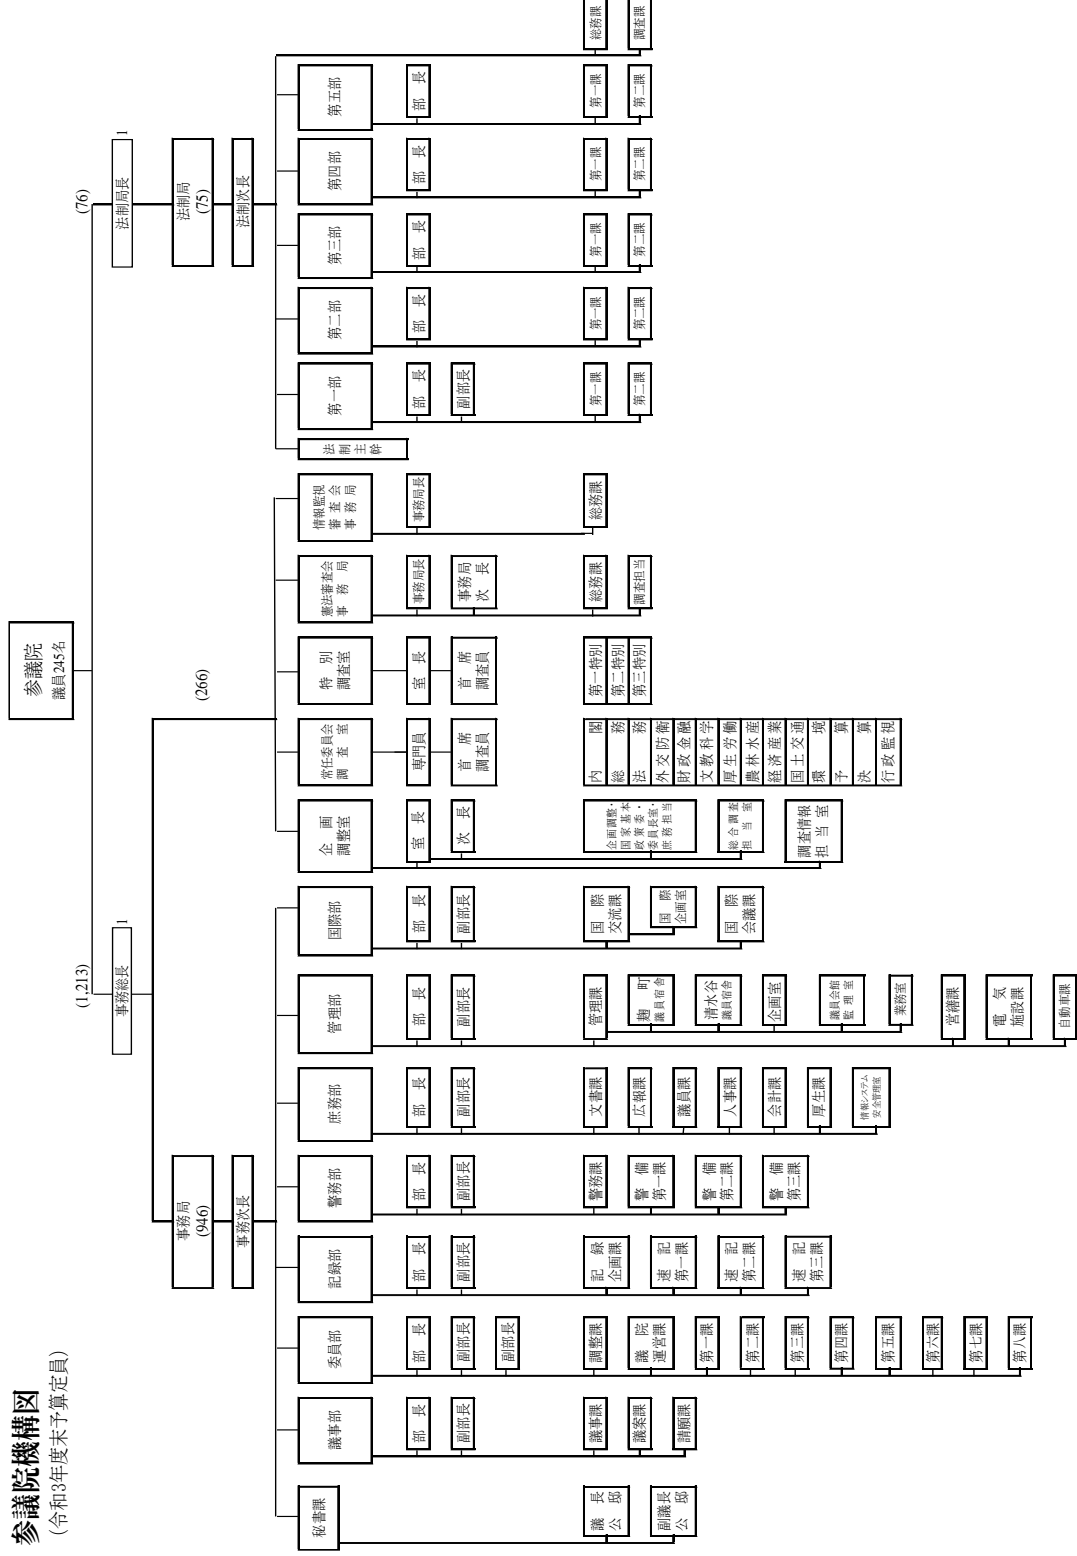 参議院機構図
(令和3年度末予算定員)
参議院
議員245名
(1,213)
事務総長
1
(76)
法制局長
1
事務局
(946)
事務次長
(266)
法制局
(75)
法制次長
秘書課
議長
公邸
副議長
公邸
議事部
部長
副部長
議事課
議案課
請願課
委員部
部長
副部長
副部長
調整課
議院
運営課
第一課
第二課
第三課
第四課
第五課
第六課
第七課
第八課
記録部
部長
副部長
記録
企画課
速記
第一課
速記
第二課
速記
第三課
警務部
部長
副部長
警務課
警備
第一課
警備
第二課
警備
第三課
庶務部
部長
副部長
文書課
広報課
議員課
人事課
会計課
厚生課
情報システム
安全管理室
管理部
部長
副部長
管理課
麹町
議員宿舎
清水谷
議員宿舎
企画室
議員会館
監理室
業務室
営繕課
電気
施設課
自動車課
国際部
部長
副部長
国際
交流課
国際
企画室
国際
会議課
企画
調整室
室長
次長
企画調整・
国家基本
政策委・
委員長室・
庶務担当
総合調査
担当室
調査情報
担当室
常任委員会
調査室
専門員
首席
調査員
内閣
総務
法務
外交防衛
財政金融
文教科学
厚生労働
農林水産
経済産業
国土交通
環境
予算
決算
行政監視
特別
調査室
室長
首席
調査員
第一特別
第二特別
第三特別
憲法審査会
事務局
事務局長
事務局
次長
総務課
調査担当
情報監視
審査会
事務局
事務局長
総務課
法制主幹
第一部
部長
副部長
第一課
第二課
第二部
部長
第一課
第二課
第三部
部長
第一課
第二課
第四部
部長
第一課
第二課
第五部
部長
第一課
第二課
総務課
調査課